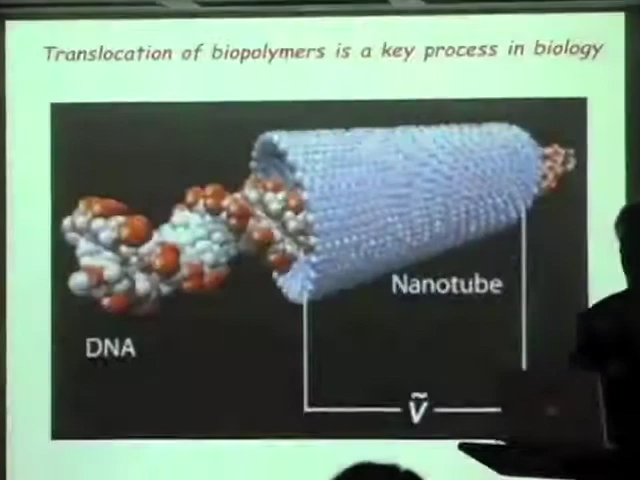 Translocation of biopolymers is a key process in biology
Nanotube
DNA
Ṽ